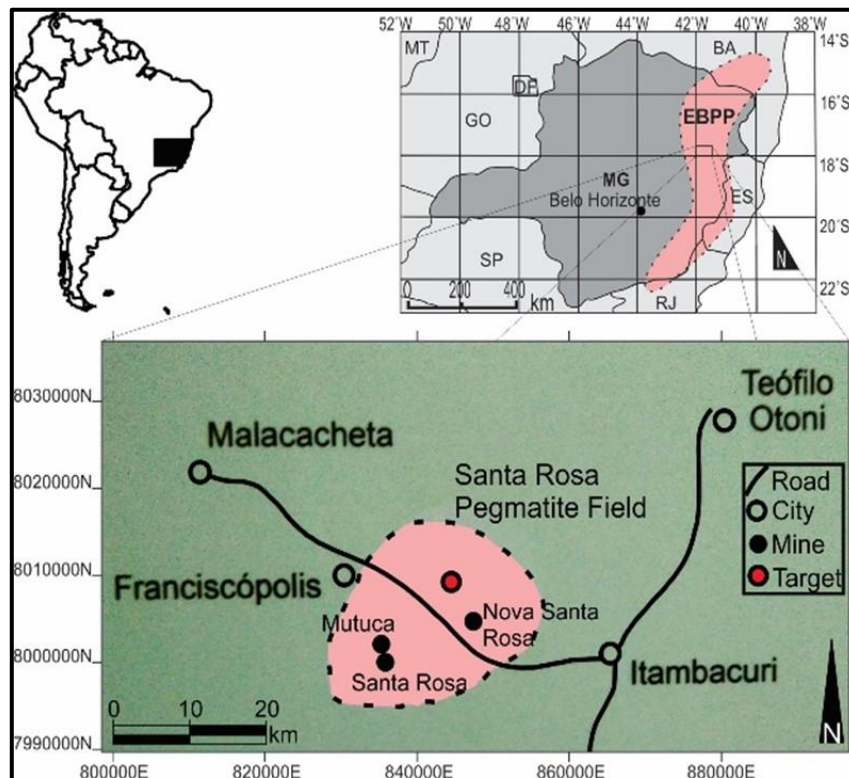 52°W 50°W 48°W 46°W 44°W 42°W 40°W 38°W
14°S
MT
BA
DF
16°S
GO
EBPP
18°S
MG
Belo Horizonte
ES
20°S
SP
N
22°S
0 200 400
km
RJ
8030000N
Teófilo
Otoni
Malacacheta
8020000N
Santa Rosa
Pegmatite Field
Road
City
Mine
Target
8010000N
Franciscópolis
Mutuca
Nova Santa
Rosa
8000000N
Santa Rosa
Itambacuri
0 10 20
km
N
7990000N
800000E 820000E 840000E 860000E 880000E